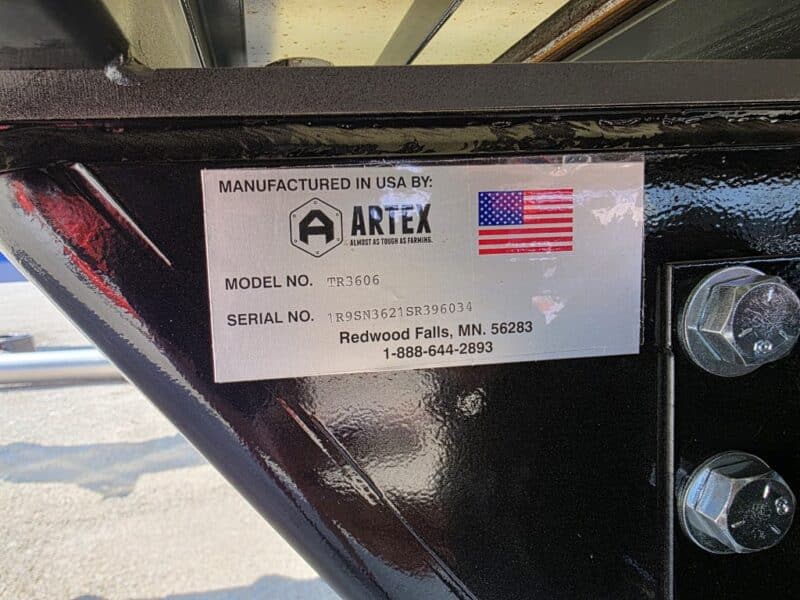 MANUFACTURED IN USA BY:
A ARTEX
ALMOST AS TOUGH AS FARMING.
MODEL NO. TR3606
SERIAL NO. 1R9SN3621SR396034
Redwood Falls, MN. 56283
1-888-644-2893